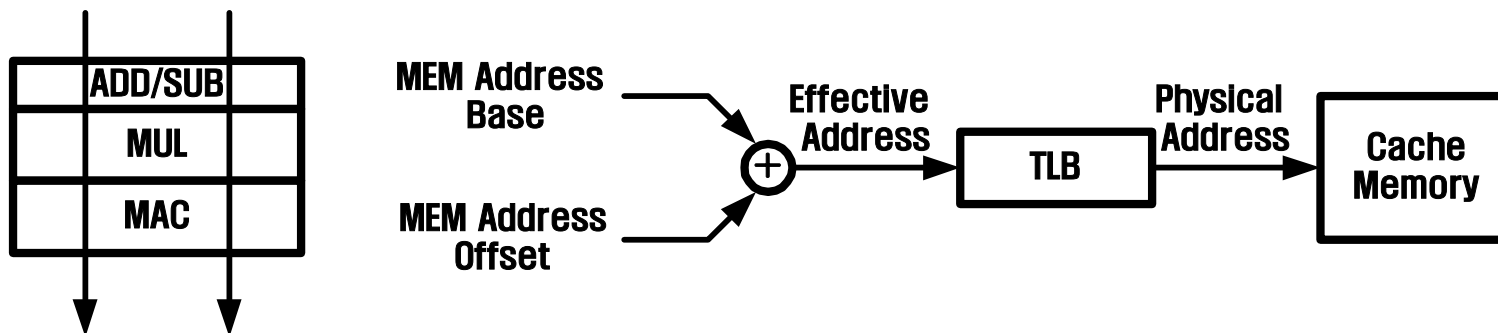 ADD/SUB
MUL
MAC
MEM Address
Base
MEM Address
Offset
+
Effective
Address
TLB
Physical
Address
Cache
Memory